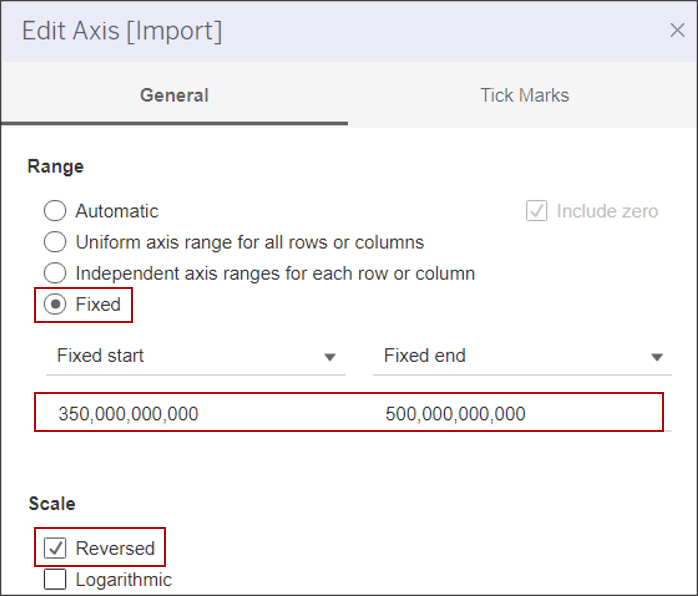 Edit Axis [Import]
General
Tick Marks
Range
Automatic
Include zero
Uniform axis range for all rows or columns
Independent axis ranges for each row or column
Fixed
Fixed start
Fixed end
350,000,000,000
500,000,000,000
Scale
Reversed
Logarithmic